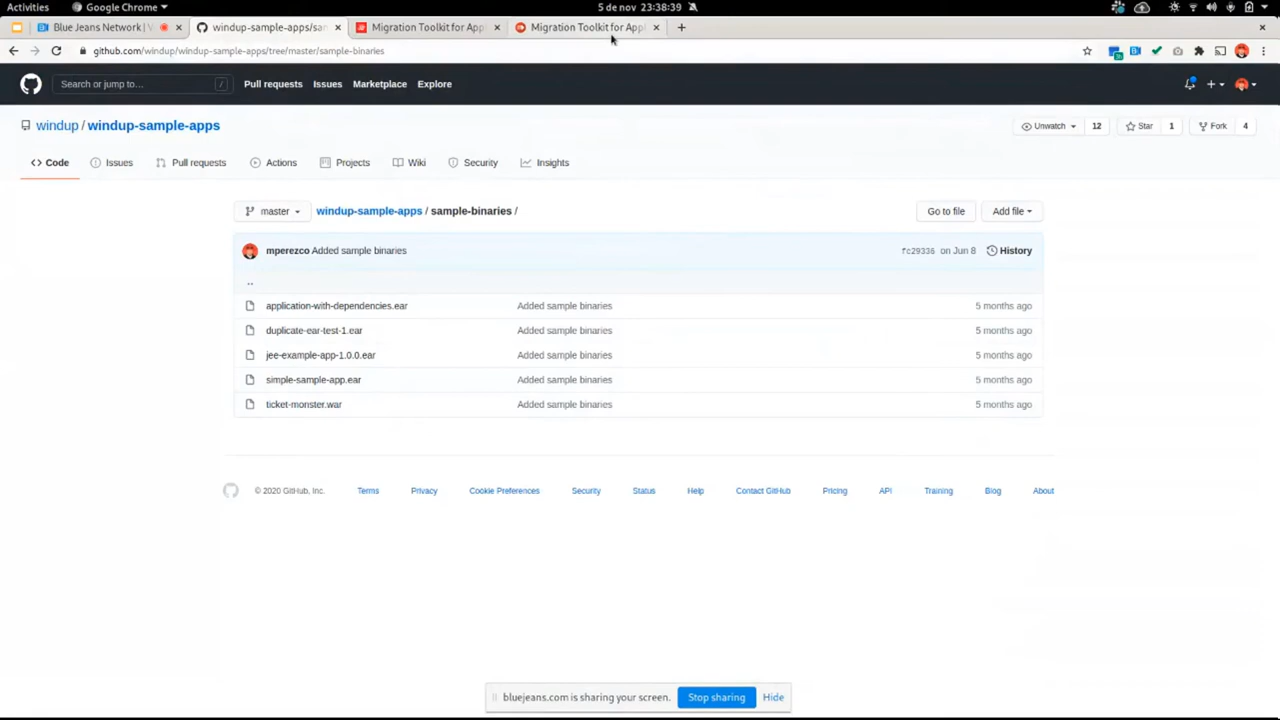 Activities Google Chrome 5 de nov 23:38:39
Blue Jeans Network | V windup-sample-apps/sa Migration Toolkit for Appl Migration Toolkit for Appl
github.com/windup/windup-sample-apps/tree/master/sample-binaries
Search or jump to… / Pull requests Issues Marketplace Explore
windup / windup-sample-apps Unwatch 12 Star 1 Fork 4
Code Issues Pull requests Actions Projects Wiki Security Insights
master windup-sample-apps / sample-binaries / Go to file Add file
mperezco Added sample binaries fc29336 on Jun 8 History
..
application-with-dependencies.ear Added sample binaries 5 months ago
duplicate-ear-test-1.ear Added sample binaries 5 months ago
jee-example-app-1.0.0.ear Added sample binaries 5 months ago
simple-sample-app.ear Added sample binaries 5 months ago
ticket-monster.war Added sample binaries 5 months ago
© 2020 GitHub, Inc. Terms Privacy Cookie Preferences Security Status Help Contact GitHub Pricing API Training Blog About
bluejeans.com is sharing your screen. Stop sharing Hide